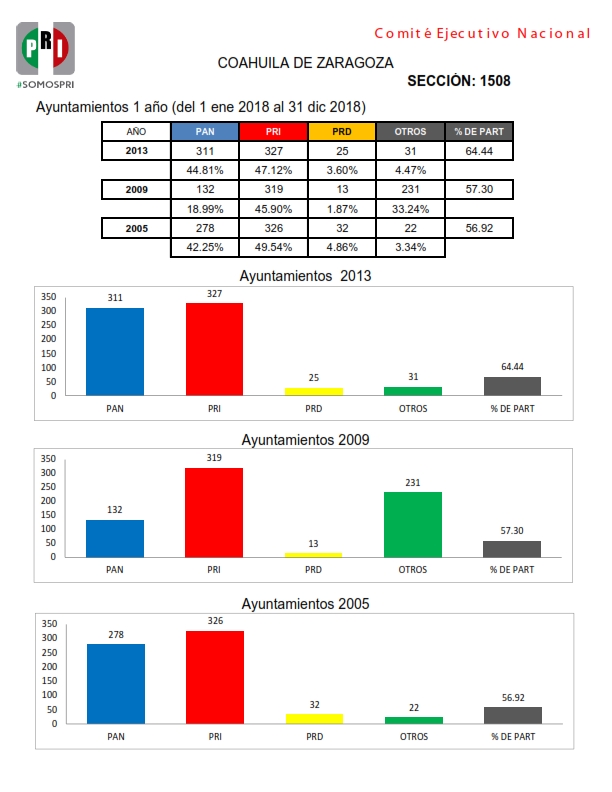 Comité Ejecutivo Nacional
PRI
#SOMOSPRI
COAHUILA DE ZARAGOZA
SECCIÓN: 1508
Ayuntamientos 1 año (del 1 ene 2018 al 31 dic 2018)
AÑO PAN PRI PRD OTROS % DE PART
2013 311 327 25 31 64.44
44.81% 47.12% 3.60% 4.47%
2009 132 319 13 231 57.30
18.99% 45.90% 1.87% 33.24%
2005 278 326 32 22 56.92
42.25% 49.54% 4.86% 3.34%
Ayuntamientos 2013
350
300
250
200
150
100
50
0
311 327 25 31 64.44
PAN PRI PRD OTROS % DE PART
Ayuntamientos 2009
350
300
250
200
150
100
50
0
132 319 13 231 57.30
PAN PRI PRD OTROS % DE PART
Ayuntamientos 2005
350
300
250
200
150
100
50
0
278 326 32 22 56.92
PAN PRI PRD OTROS % DE PART